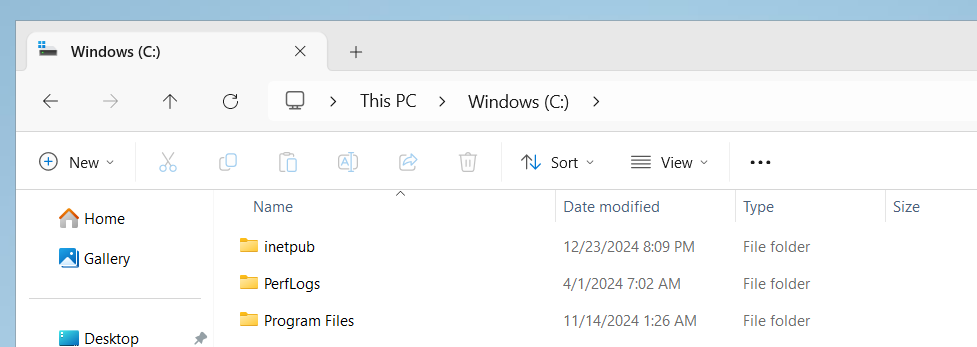 Windows (C:)
This PC > Windows (C:) >
New Sort View
Home
Gallery
Desktop
Name Date modified Type Size
inetpub 12/23/2024 8:09 PM File folder
PerfLogs 4/1/2024 7:02 AM File folder
Program Files 11/14/2024 1:26 AM File folder